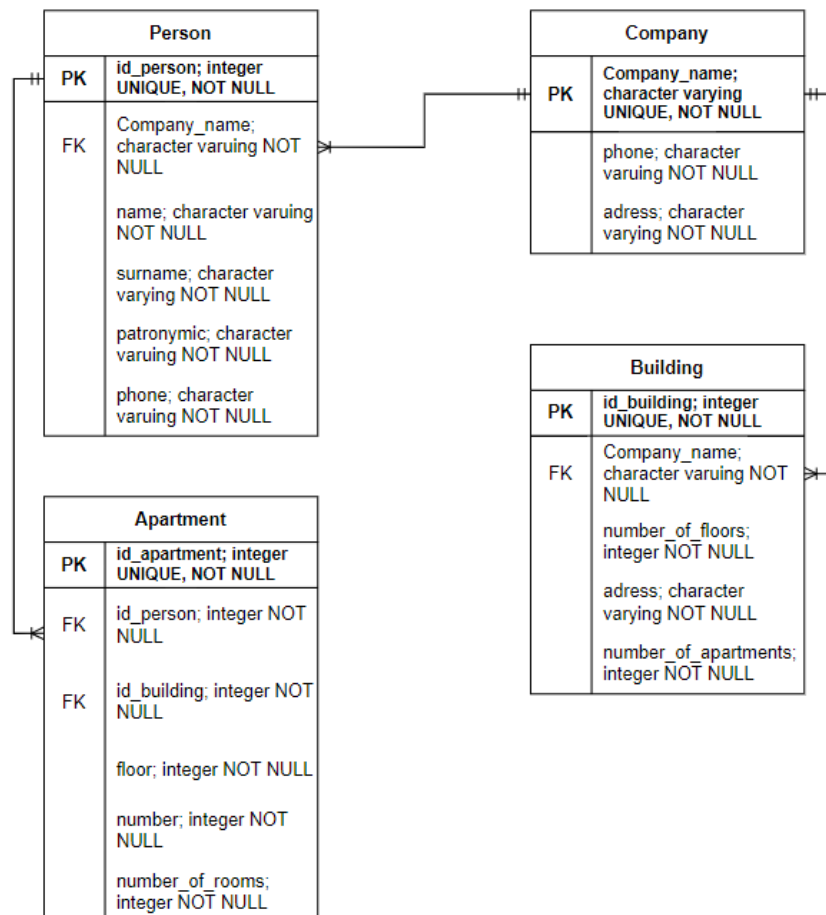 Person
PK
id_person; integer
UNIQUE, NOT NULL
FK
Company_name;
character varuing NOT
NULL
name; character varuing
NOT NULL
surname; character
varying NOT NULL
patronymic; character
varuing NOT NULL
phone; character
varuing NOT NULL
Company
PK
Company_name;
character varying
UNIQUE, NOT NULL
phone; character
varuing NOT NULL
adress; character
varying NOT NULL
Building
PK
id_building; integer
UNIQUE, NOT NULL
FK
Company_name;
character varuing NOT
NULL
number_of_floors;
integer NOT NULL
adress; character
varying NOT NULL
number_of_apartments;
integer NOT NULL
Apartment
PK
id_apartment; integer
UNIQUE, NOT NULL
FK
id_person; integer NOT
NULL
FK
id_building; integer NOT
NULL
floor; integer NOT NULL
number; integer NOT
NULL
number_of_rooms;
integer NOT NULL